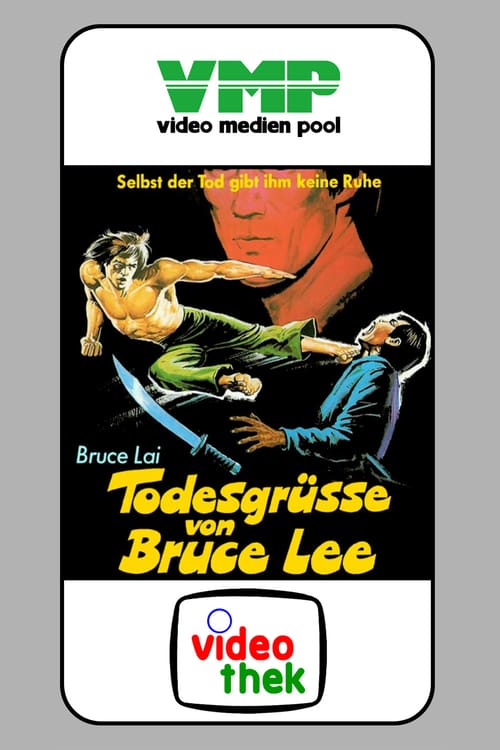 VMP
video medien pool
Selbst der Tod gibt ihm keine Ruhe
Bruce Lai
Todesgrüsse
von
Bruce Lee
video
thek